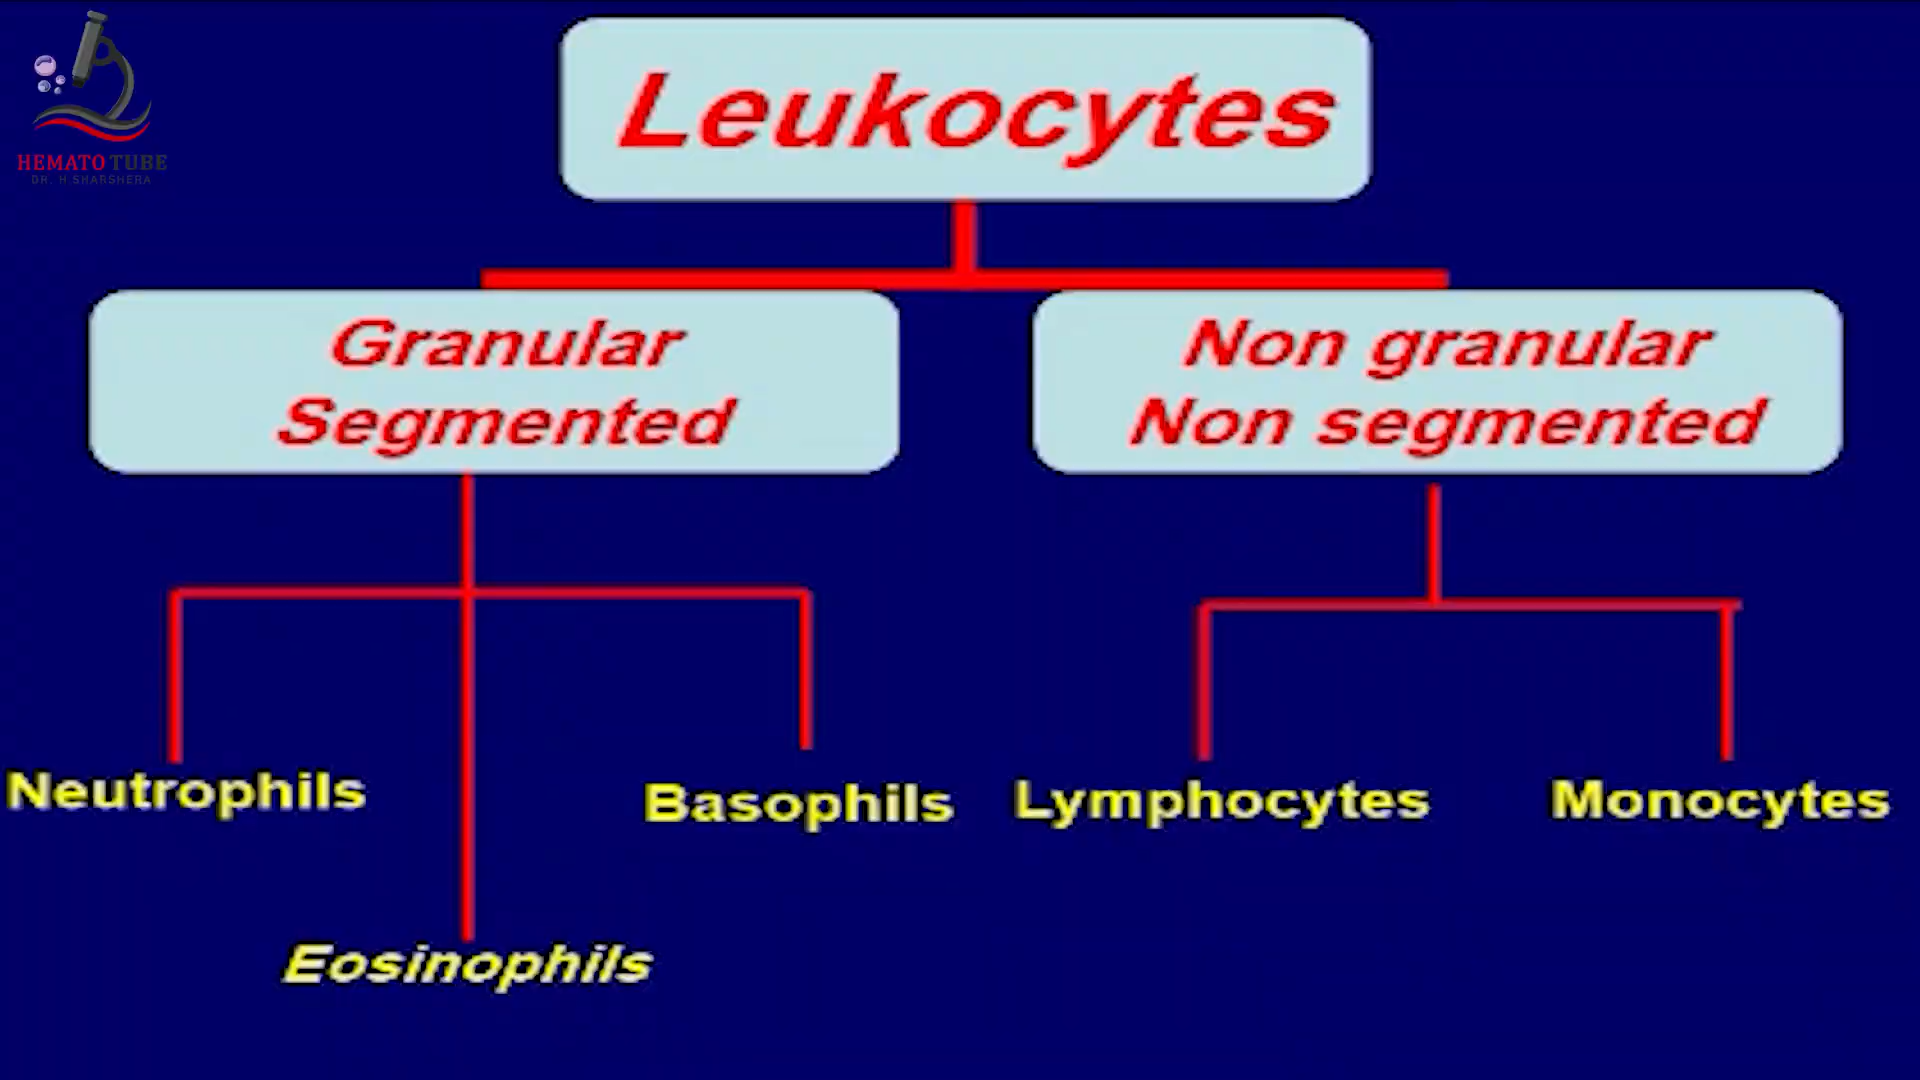 HEMATO TUBE
DR. H SHARSHERA
Leukocytes
Granular
Segmented
Non granular
Non segmented
Neutrophils
Basophils
Lymphocytes
Monocytes
Eosinophils